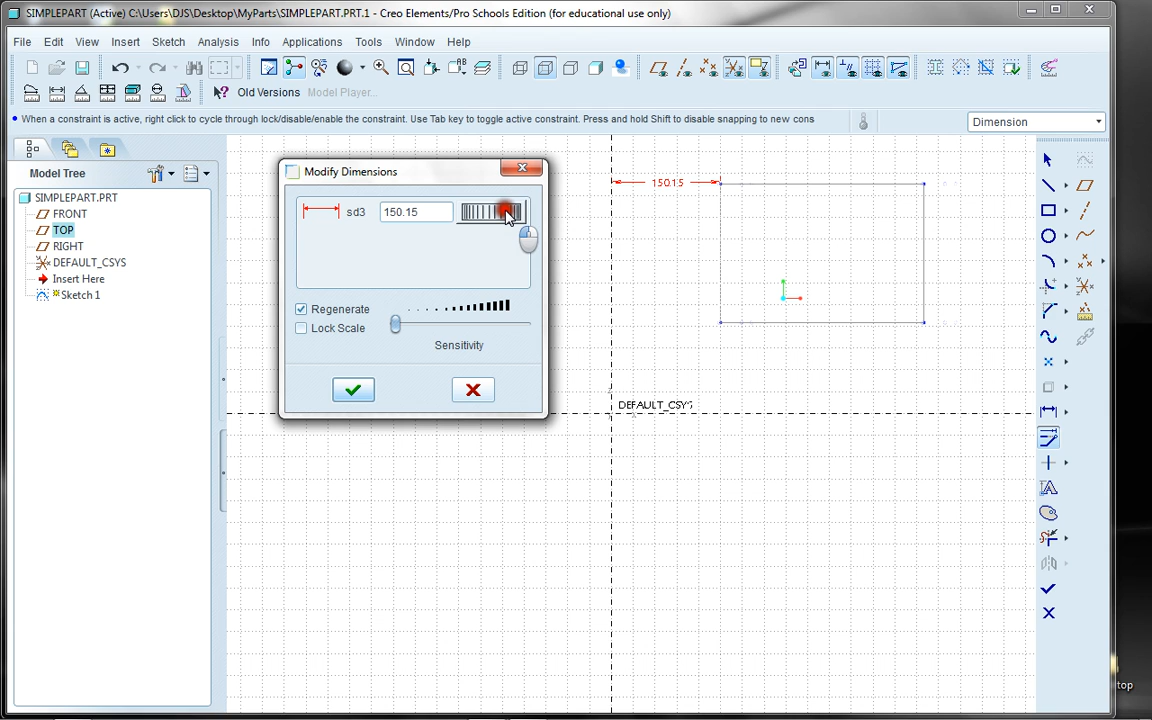 SIMPLEPART (Active) C:\Users\DJS\Desktop\MyParts\SIMPLEPART.PRT.1 - Creo Elements/Pro Schools Edition (for educational use only)
File Edit View Insert Sketch Analysis Info Applications Tools Window Help
Old Versions Model Player...
• When a constraint is active, right click to cycle through lock/disable/enable the constraint. Use Tab key to toggle active constraint. Press and hold Shift to disable snapping to new cons
Dimension
Model Tree
SIMPLEPART.PRT
FRONT
TOP
RIGHT
DEFAULT_CSYS
Insert Here
Sketch 1
Modify Dimensions
sd3 150.15
Regenerate
Lock Scale
Sensitivity
150.15
DEFAULT_CSYS
top